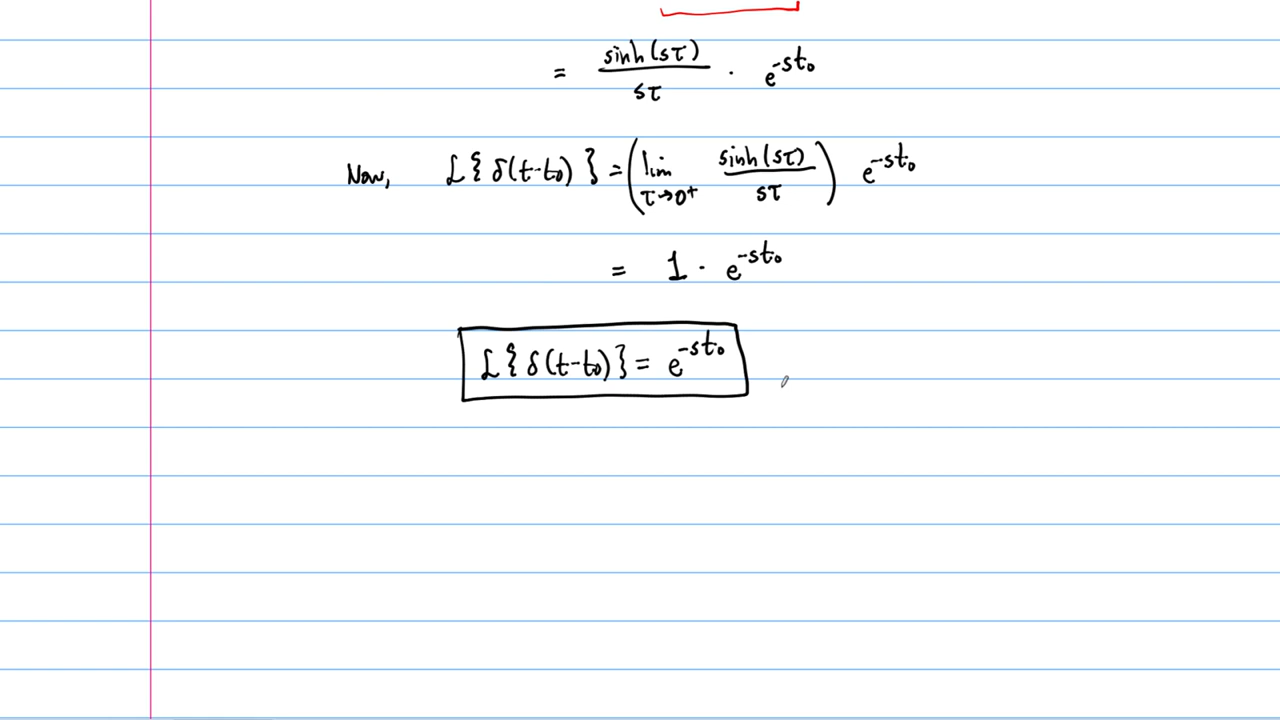 = sinh(sτ)/sτ · e^{-st₀}
Now, ℒ{δ(t-t₀)} = (lim_{τ→0⁺} sinh(sτ)/sτ) e^{-st₀}
= 1 · e^{-st₀}
ℒ{δ(t-t₀)} = e^{-st₀}